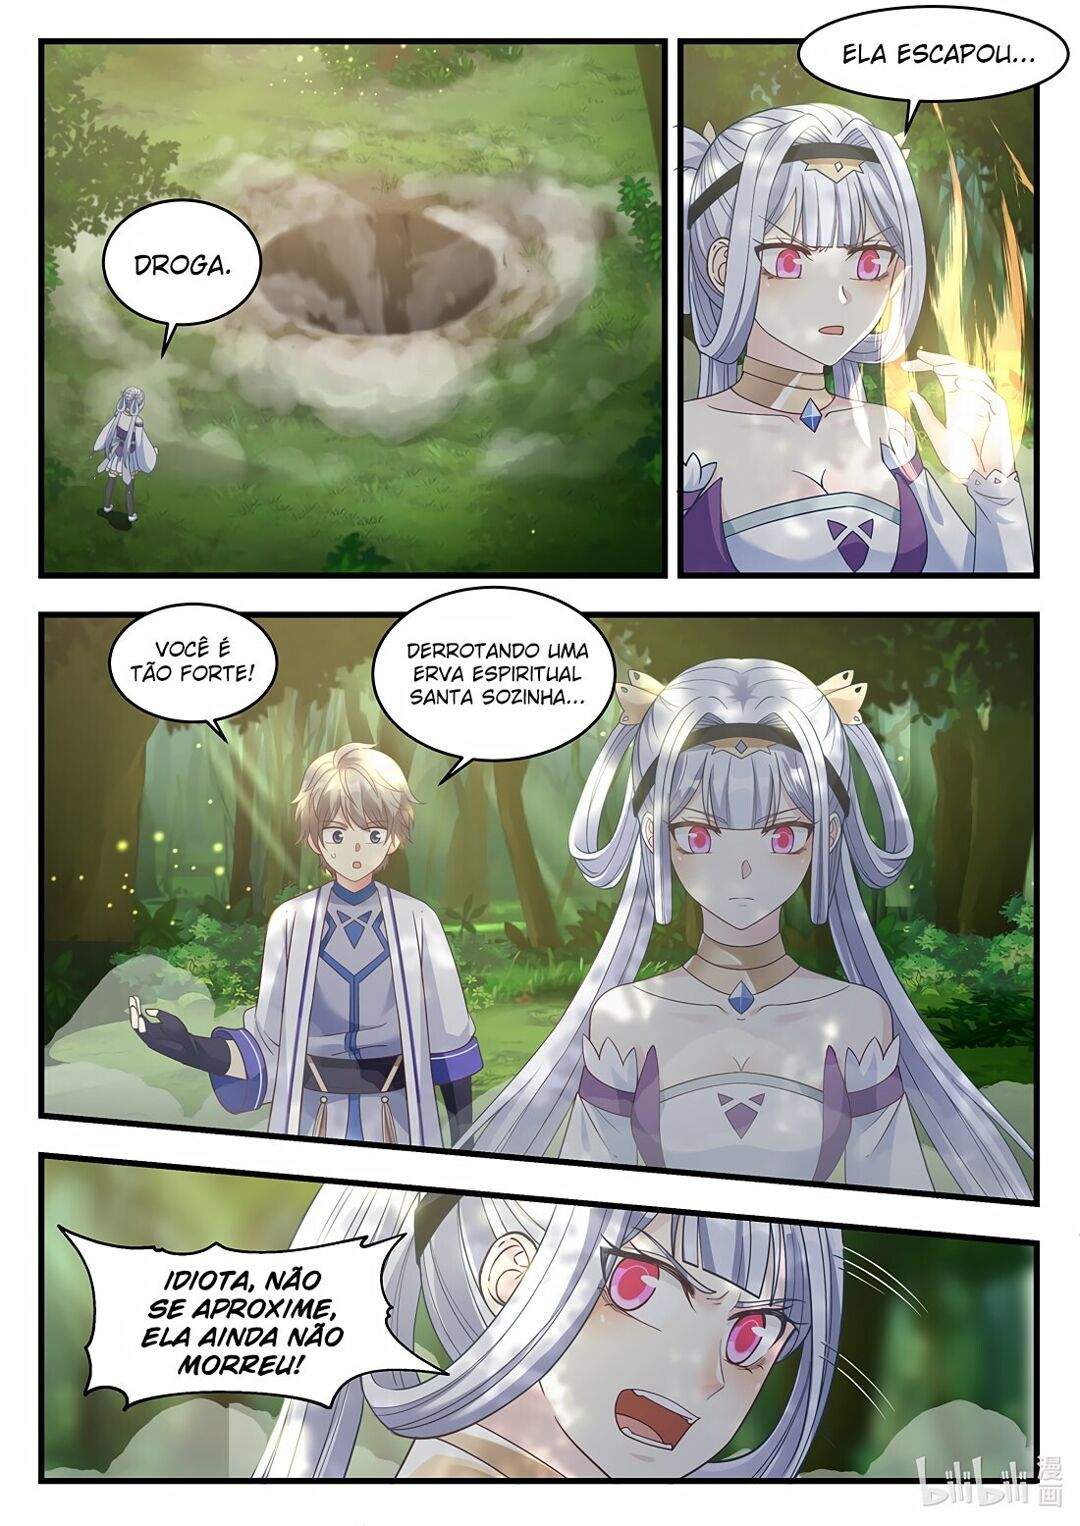 DROGA.
ELA ESCAPOU...
VOCÊ É
TÃO FORTE!
DERROTANDO UMA
ERVA ESPIRITUAL
SANTA SOZINHA...
IDIOTA, NÃO
SE APROXIME,
ELA AINDA NÃO
MORREU!
bilibili 漫画